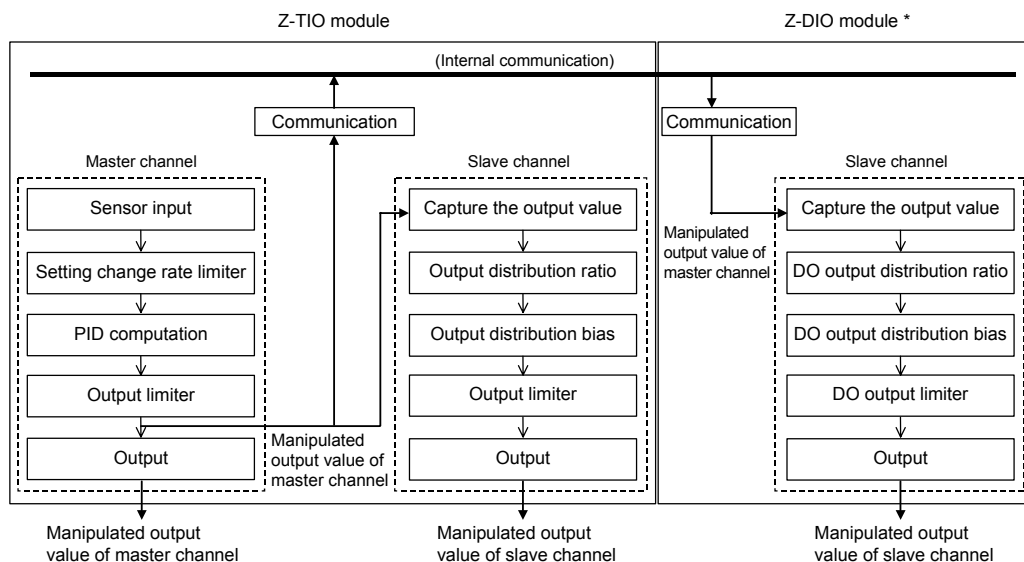 Z-TIO module
Z-DIO module *
(Internal communication)
Communication
Communication
Master channel
Sensor input
Setting change rate limiter
PID computation
Output limiter
Output
Manipulated
output value of
master channel
Slave channel
Capture the output value
Output distribution ratio
Output distribution bias
Output limiter
Output
Manipulated
output value of
master channel
Slave channel
Capture the output value
DO output distribution ratio
DO output distribution bias
DO output limiter
Output
Manipulated output
value of master channel
Manipulated output
value of slave channel
Manipulated output
value of slave channel